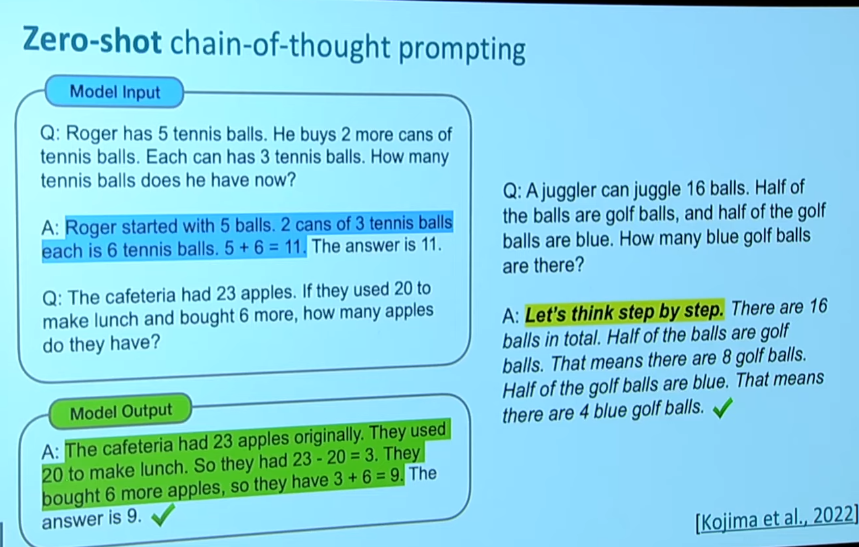 Zero-shot chain-of-thought prompting
Model Input
Q: Roger has 5 tennis balls. He buys 2 more cans of
tennis balls. Each can has 3 tennis balls. How many
tennis balls does he have now?
A: Roger started with 5 balls. 2 cans of 3 tennis balls
each is 6 tennis balls. 5 + 6 = 11. The answer is 11.
Q: The cafeteria had 23 apples. If they used 20 to
make lunch and bought 6 more, how many apples
do they have?
Model Output
A: The cafeteria had 23 apples originally. They used
20 to make lunch. So they had 23 - 20 = 3. They
bought 6 more apples, so they have 3 + 6 = 9. The
answer is 9.
Q: A juggler can juggle 16 balls. Half of
the balls are golf balls, and half of the golf
balls are blue. How many blue golf balls
are there?
A: Let's think step by step. There are 16
balls in total. Half of the balls are golf
balls. That means there are 8 golf balls.
Half of the golf balls are blue. That means
there are 4 blue golf balls.
[Kojima et al., 2022]